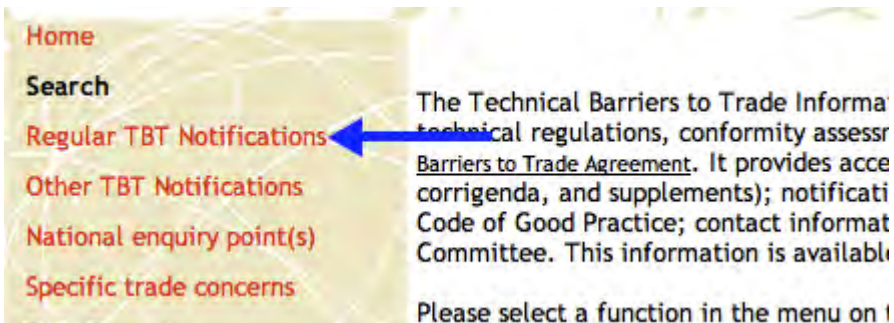 Home
Search
Regular TBT Notifications
Other TBT Notifications
National enquiry point(s)
Specific trade concerns
The Technical Barriers to Trade
technical regulations, conformity
Barriers to Trade Agreement. It provides
corrigenda, and supplements);
Code of Good Practice; contact
Committee. This information is
Please select a function in the menu on